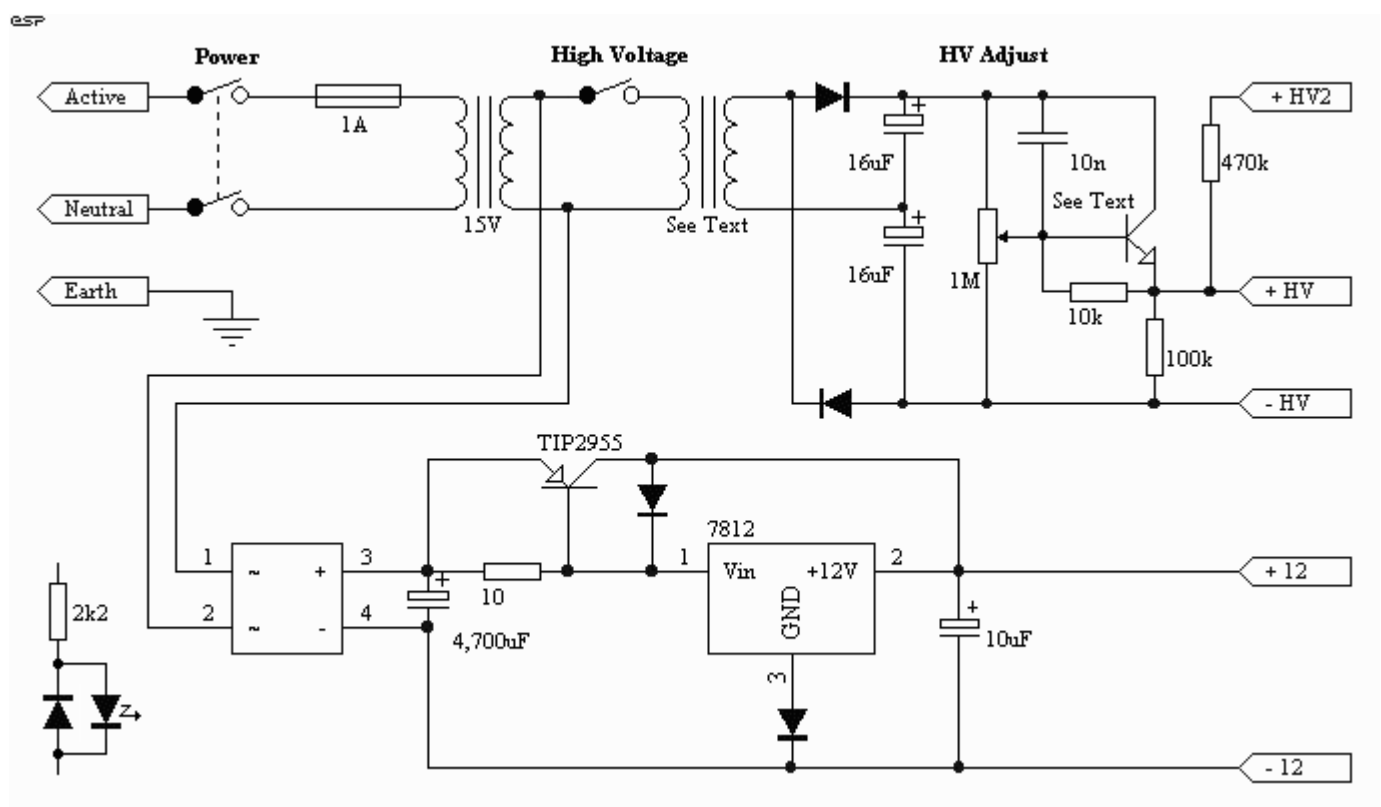 esp
Power
High Voltage
HV Adjust
Active
+ HV2
1A
16uF
10n
470k
See Text
Neutral
15V
See Text
16uF
1M
Earth
10k
+ HV
100k
- HV
TIP2955
7812
1
~
+
3
1
Vin
+12V
2
+ 12
10
GND
2k2
2
~
-
4
4,700uF
10uF
3
- 12